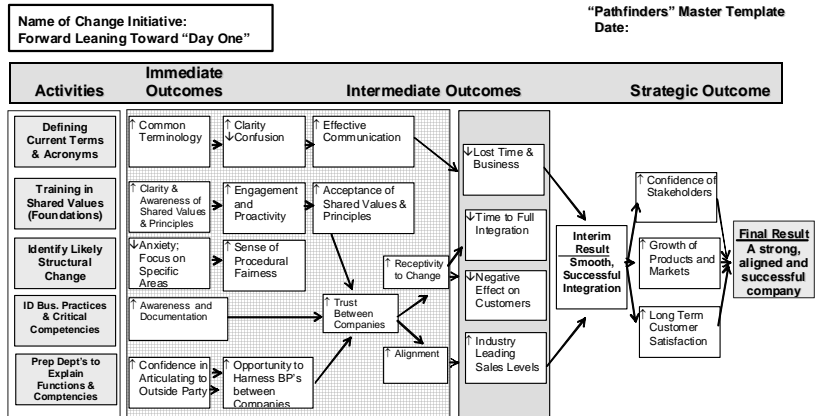 Name of Change Initiative:
Forward Leaning Toward “Day One”
“Pathfinders” Master Template
Date:
Activities
Immediate
Outcomes
Intermediate Outcomes
Strategic Outcome
Defining
Current Terms
& Acronyms
↑ Common
Terminology
↑ Clarity
↓Confusion
↑ Effective
Communication
↓Lost Time &
Business
Training in
Shared Values
(Foundations)
↑ Clarity &
Awareness of
Shared Values
& Principles
↑ Engagement
and
Proactivity
↑ Acceptance of
Shared Values &
Principles
↓Time to Full
Integration
↑ Confidence of
Stakeholders
Identify Likely
Structural
Change
↓Anxiety;
Focus on
Specific
Areas
↑ Sense of
Procedural
Fairness
↑ Receptivity
to Change
↓Negative
Effect on
Customers
Interim
Result
Smooth,
Successful
Integration
↑ Growth of
Products and
Markets
Final Result
A strong,
aligned and
successful
company
ID Bus. Practices
& Critical
Competencies
↑ Awareness and
Documentation
↑ Trust
Between
Companies
↑ Long Term
Customer
Satisfaction
Prep Dept's to
Explain
Functions &
Comptencies
↑ Confidence in
Articulating to
Outside Party
↑ Opportunity to
Harness BP's
between
Companies
↑ Alignment
↑ Industry
Leading
Sales Levels